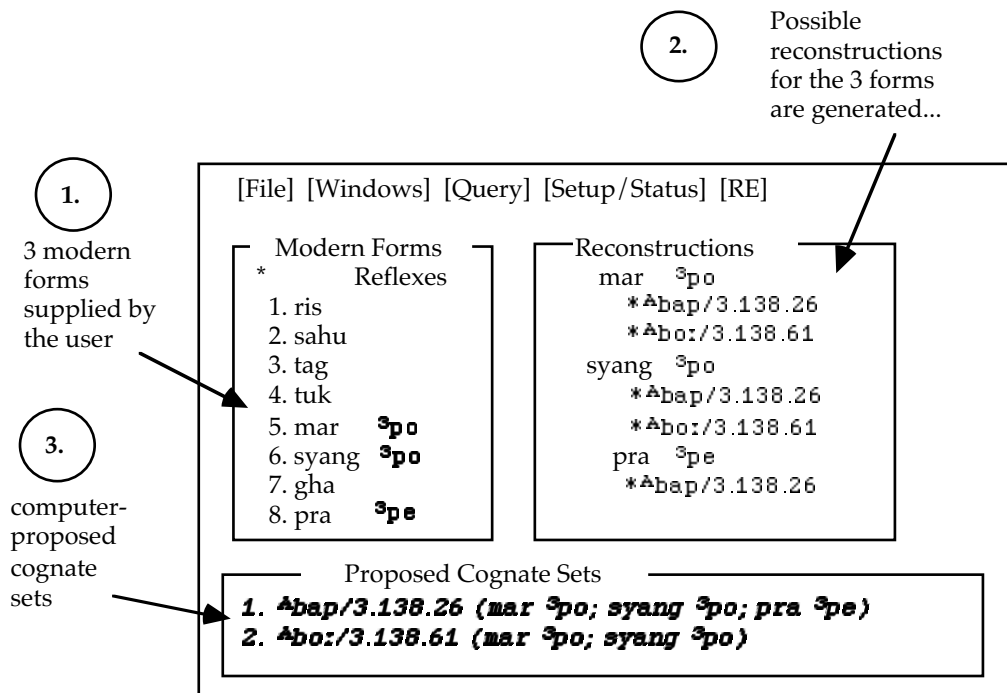 2.
Possible
reconstructions
for the 3 forms
are generated...
1.
3 modern
forms
supplied by
the user
3.
computer-
proposed
cognate
sets
[File] [Windows] [Query] [Setup/Status] [RE]
Modern Forms
* Reflexes
1. ris
2. sahu
3. tag
4. tuk
5. mar ³po
6. syang ³po
7. gha
8. pra ³pe
Reconstructions
mar ³po
*ᴬbap/3.138.26
*ᴬboː/3.138.61
syang ³po
*ᴬbap/3.138.26
*ᴬboː/3.138.61
pra ³pe
*ᴬbap/3.138.26
Proposed Cognate Sets
1. ᴬbap/3.138.26 (mar ³po; syang ³po; pra ³pe)
2. ᴬboː/3.138.61 (mar ³po; syang ³po)